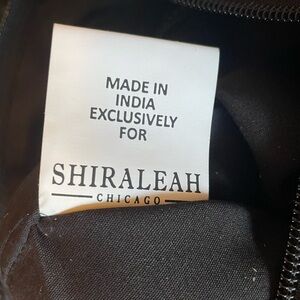 MADE IN
INDIA
EXCLUSIVELY
FOR
SHIRALEAH
CHICAGO